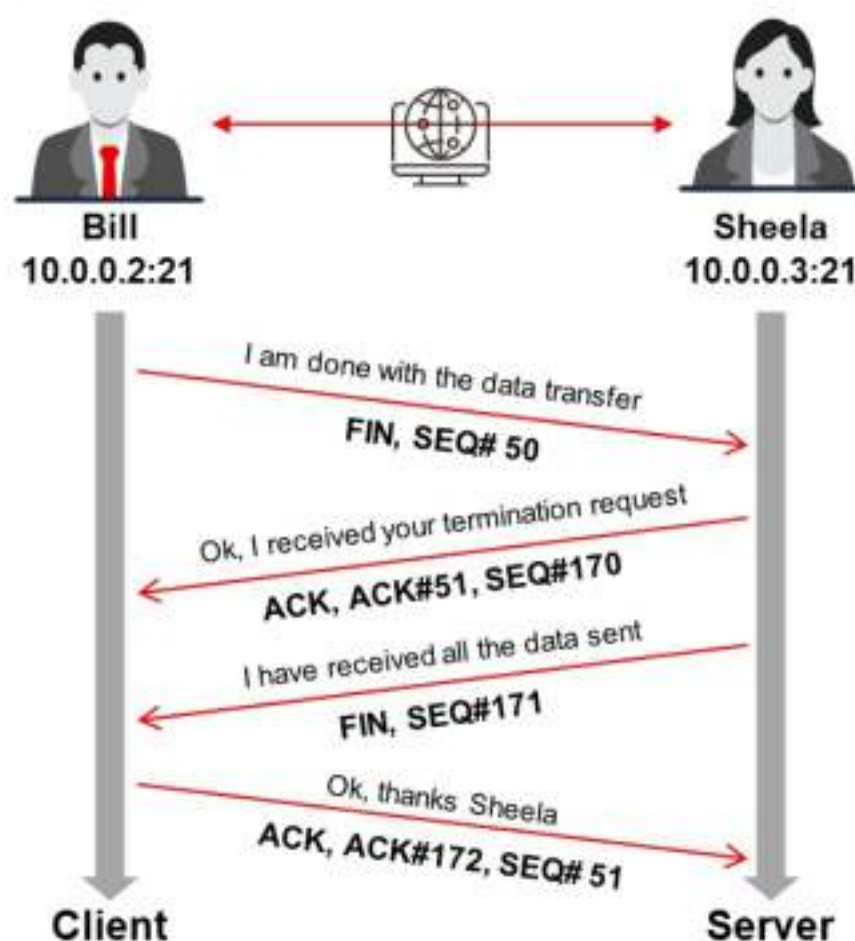 Bill
10.0.0.2:21
Sheela
10.0.0.3:21
I am done with the data transfer
FIN, SEQ# 50
Ok, I received your termination request
ACK, ACK#51, SEQ#170
I have received all the data sent
FIN, SEQ#171
Ok, thanks Sheela
ACK, ACK#172, SEQ# 51
Client
Server